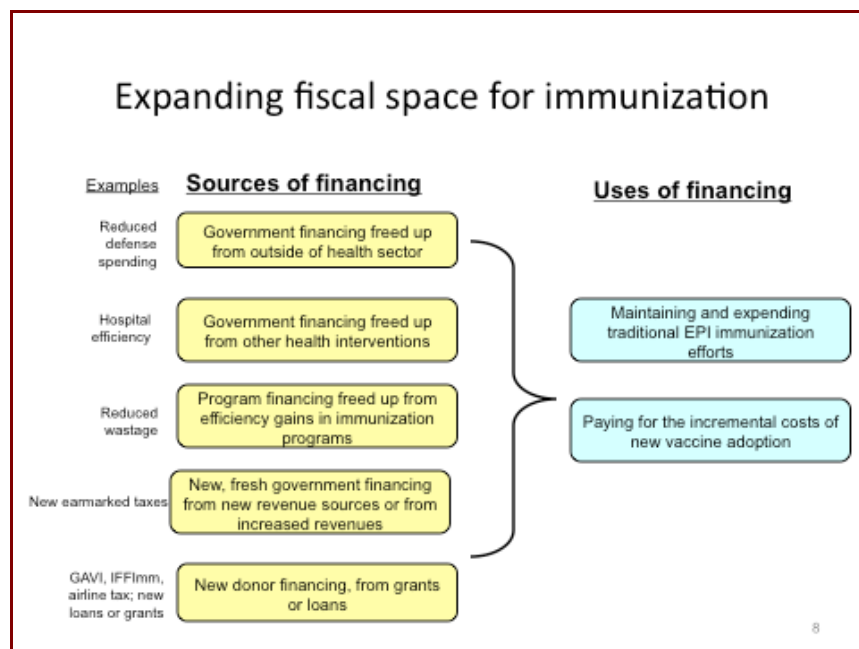 Expanding fiscal space for immunization
Examples
Sources of financing
Uses of financing
Reduced
defense
spending
Government financing freed up
from outside of health sector
Hospital
efficiency
Government financing freed up
from other health interventions
Maintaining and expending
traditional EPI immunization
efforts
Reduced
wastage
Program financing freed up from
efficiency gains in immunization
programs
Paying for the incremental costs of
new vaccine adoption
New earmarked taxes
New, fresh government financing
from new revenue sources or from
increased revenues
GAVI, IFFImm,
airline tax; new
loans or grants
New donor financing, from grants
or loans
8